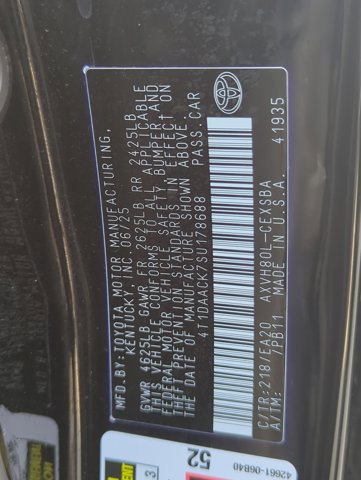 MFD. BY: TOYOTA MOTOR MANUFACTURING,
KENTUCKY, INC. 06/25
GVWR 4625LB GAWR FR 2625LB RR 2425LB
THIS VEHICLE CONFORMS TO ALL APPLICABLE
FEDERAL MOTOR VEHICLE SAFETY, BUMPER, AND
THEFT PREVENTION STANDARDS IN EFFECT ON
THE DATE OF MANUFACTURE SHOWN ABOVE.
4T1DAACK7SU178688 PASS.CAR
C/TR:218/EA20 AXVH80L-CEXSBA
A/TM: /PB11 MADE IN U.S.A. 41935
52
42661-06B40